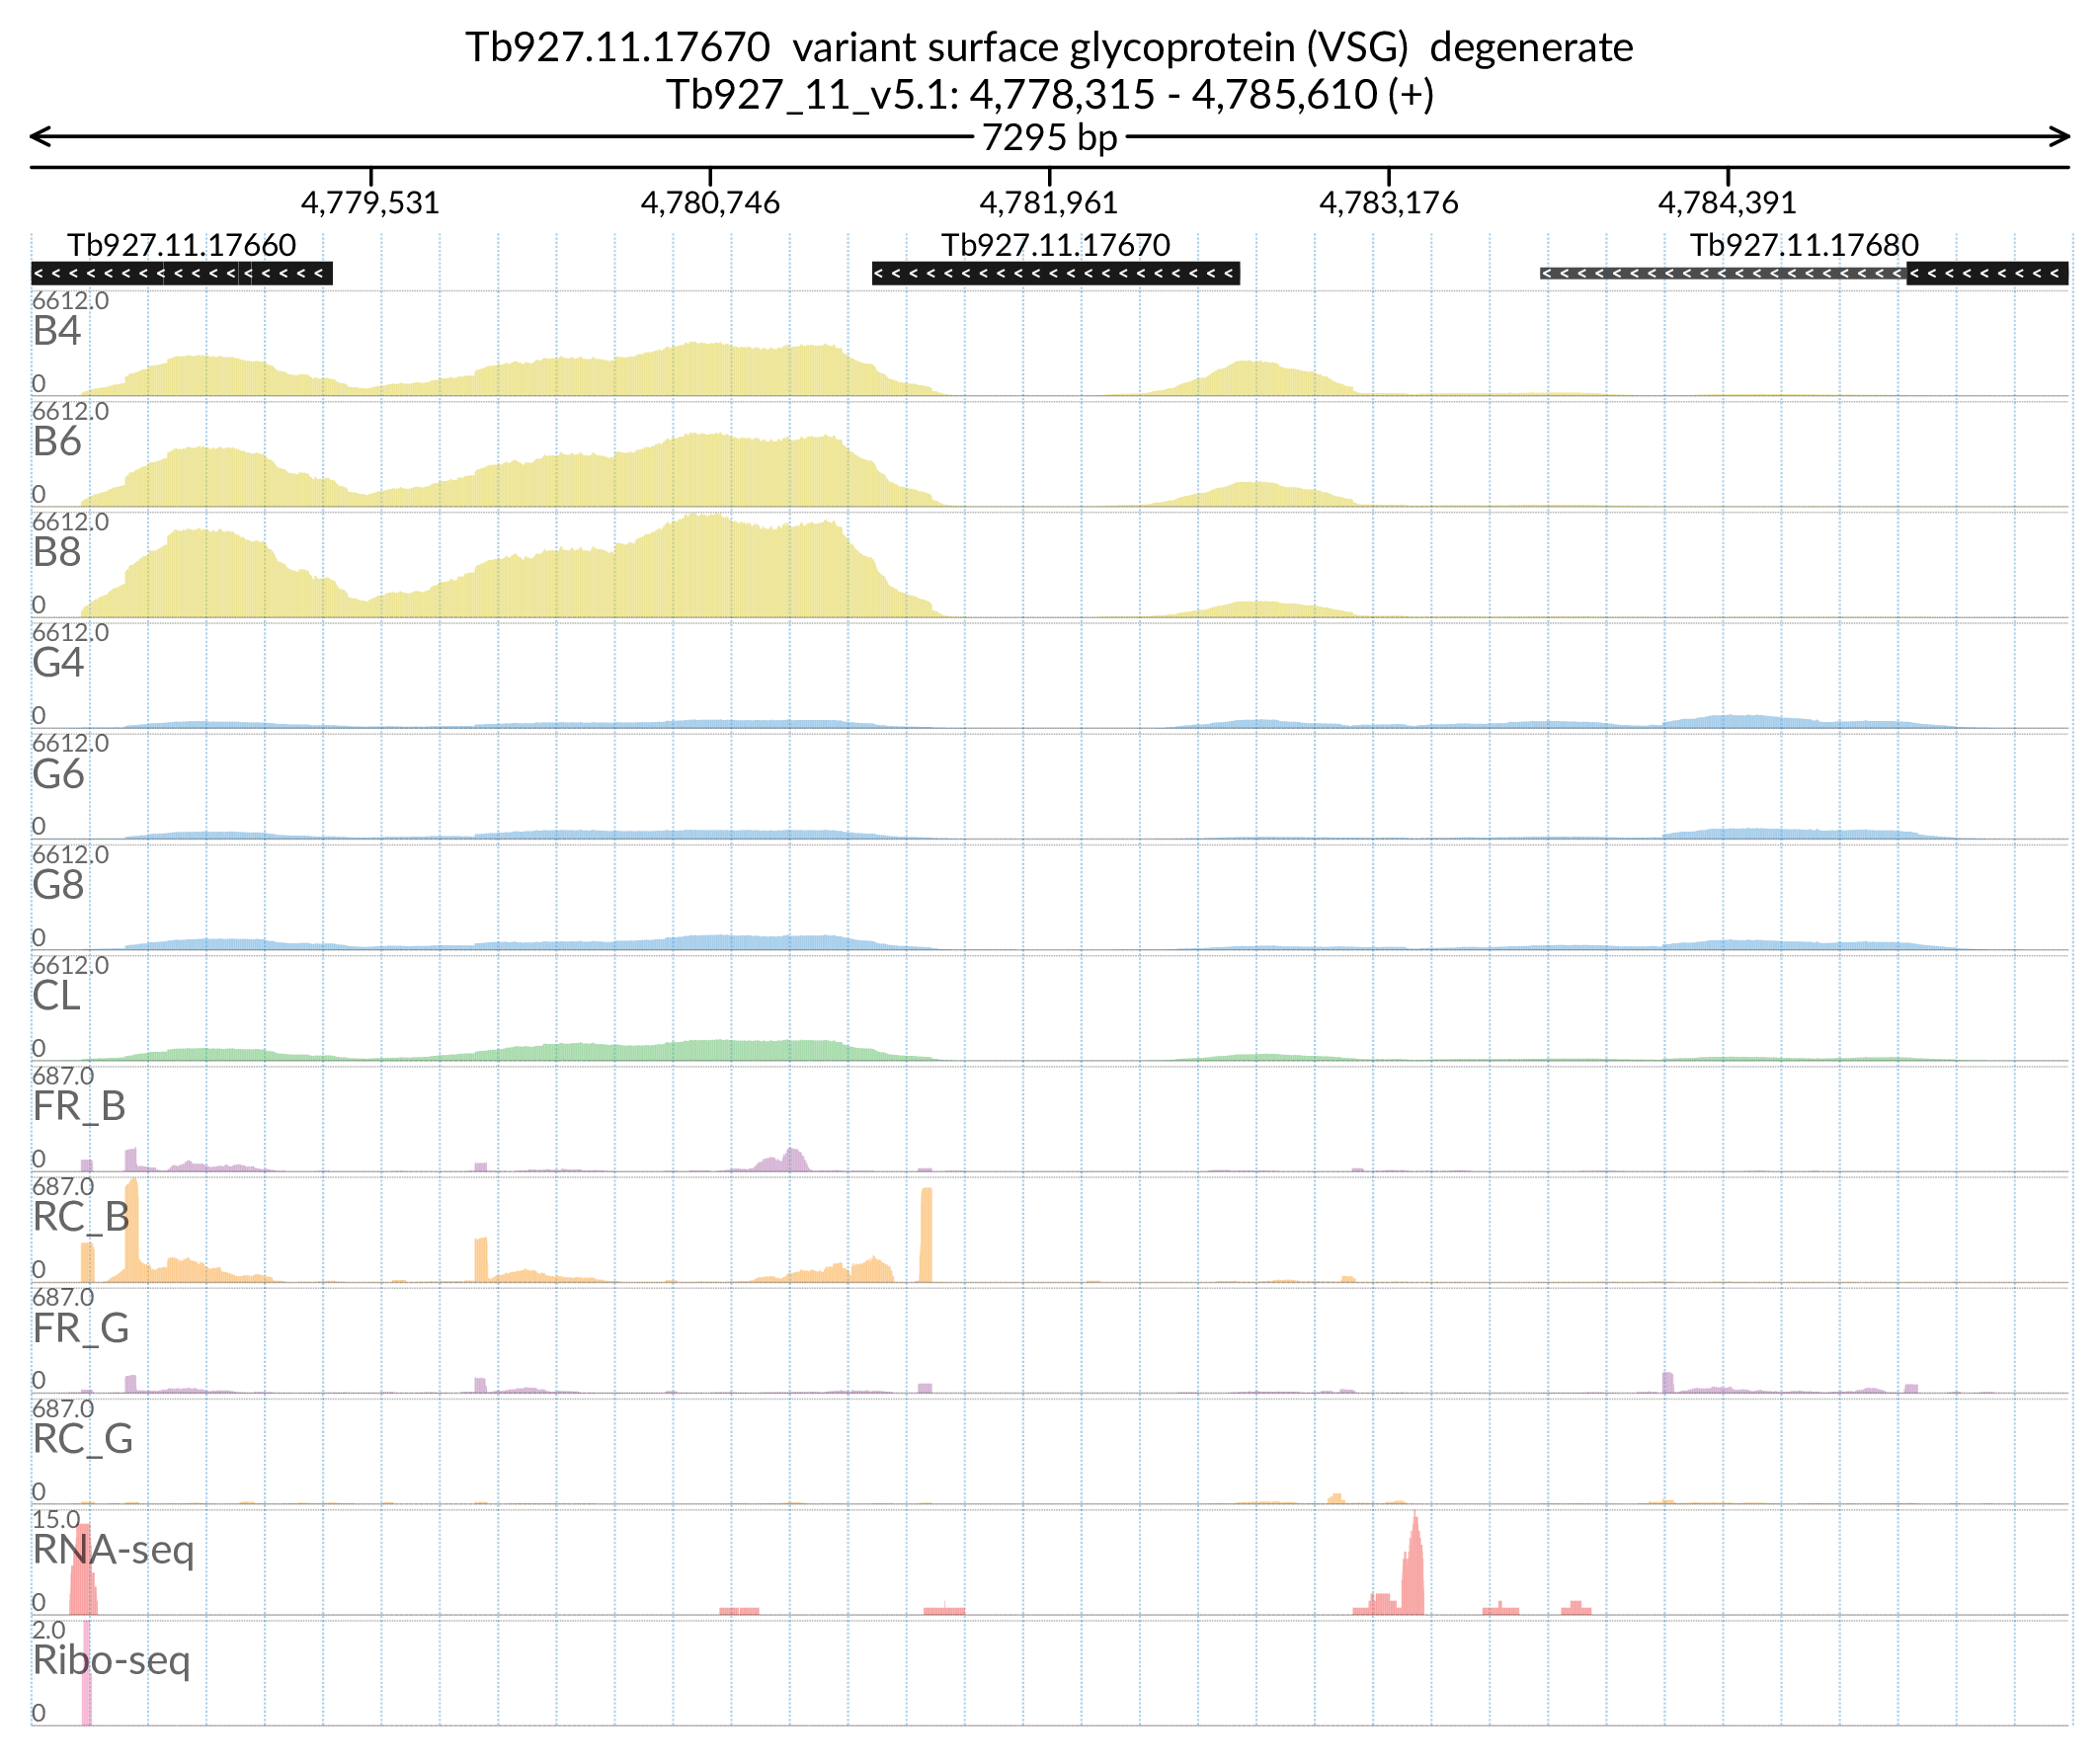 Tb927.11.17670  variant surface glycoprotein (VSG)  degenerate
Tb927_11_v5.1: 4,778,315 - 4,785,610 (+)
7295 bp
4,779,531 4,780,746 4,781,961 4,783,176 4,784,391
Tb927.11.17660 Tb927.11.17670 Tb927.11.17680
6612.0
B4
0
6612.0
B6
0
6612.0
B8
0
6612.0
G4
0
6612.0
G6
0
6612.0
G8
0
6612.0
CL
0
687.0
FR_B
0
687.0
RC_B
0
687.0
FR_G
0
687.0
RC_G
0
15.0
RNA-seq
0
2.0
Ribo-seq
0